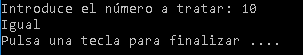 Introduce el número a tratar: 10
Igual
Pulsa una tecla para finalizar ....